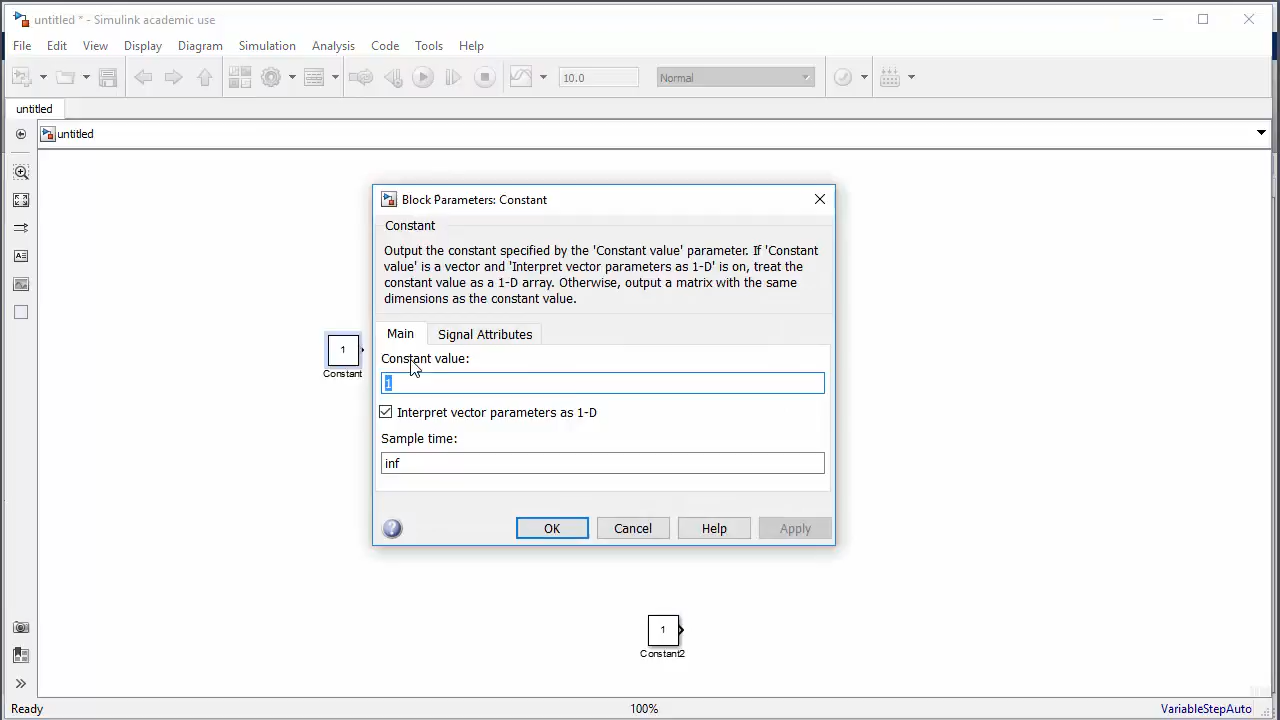 untitled * - Simulink academic use
File Edit View Display Diagram Simulation Analysis Code Tools Help
10.0 Normal
untitled
untitled
Block Parameters: Constant
Constant
Output the constant specified by the 'Constant value' parameter. If 'Constant
value' is a vector and 'Interpret vector parameters as 1-D' is on, treat the
constant value as a 1-D array. Otherwise, output a matrix with the same
dimensions as the constant value.
Main Signal Attributes
Constant value:
1
Interpret vector parameters as 1-D
Sample time:
inf
OK Cancel Help Apply
1
Constant
1
Constant2
Ready 100% VariableStepAuto